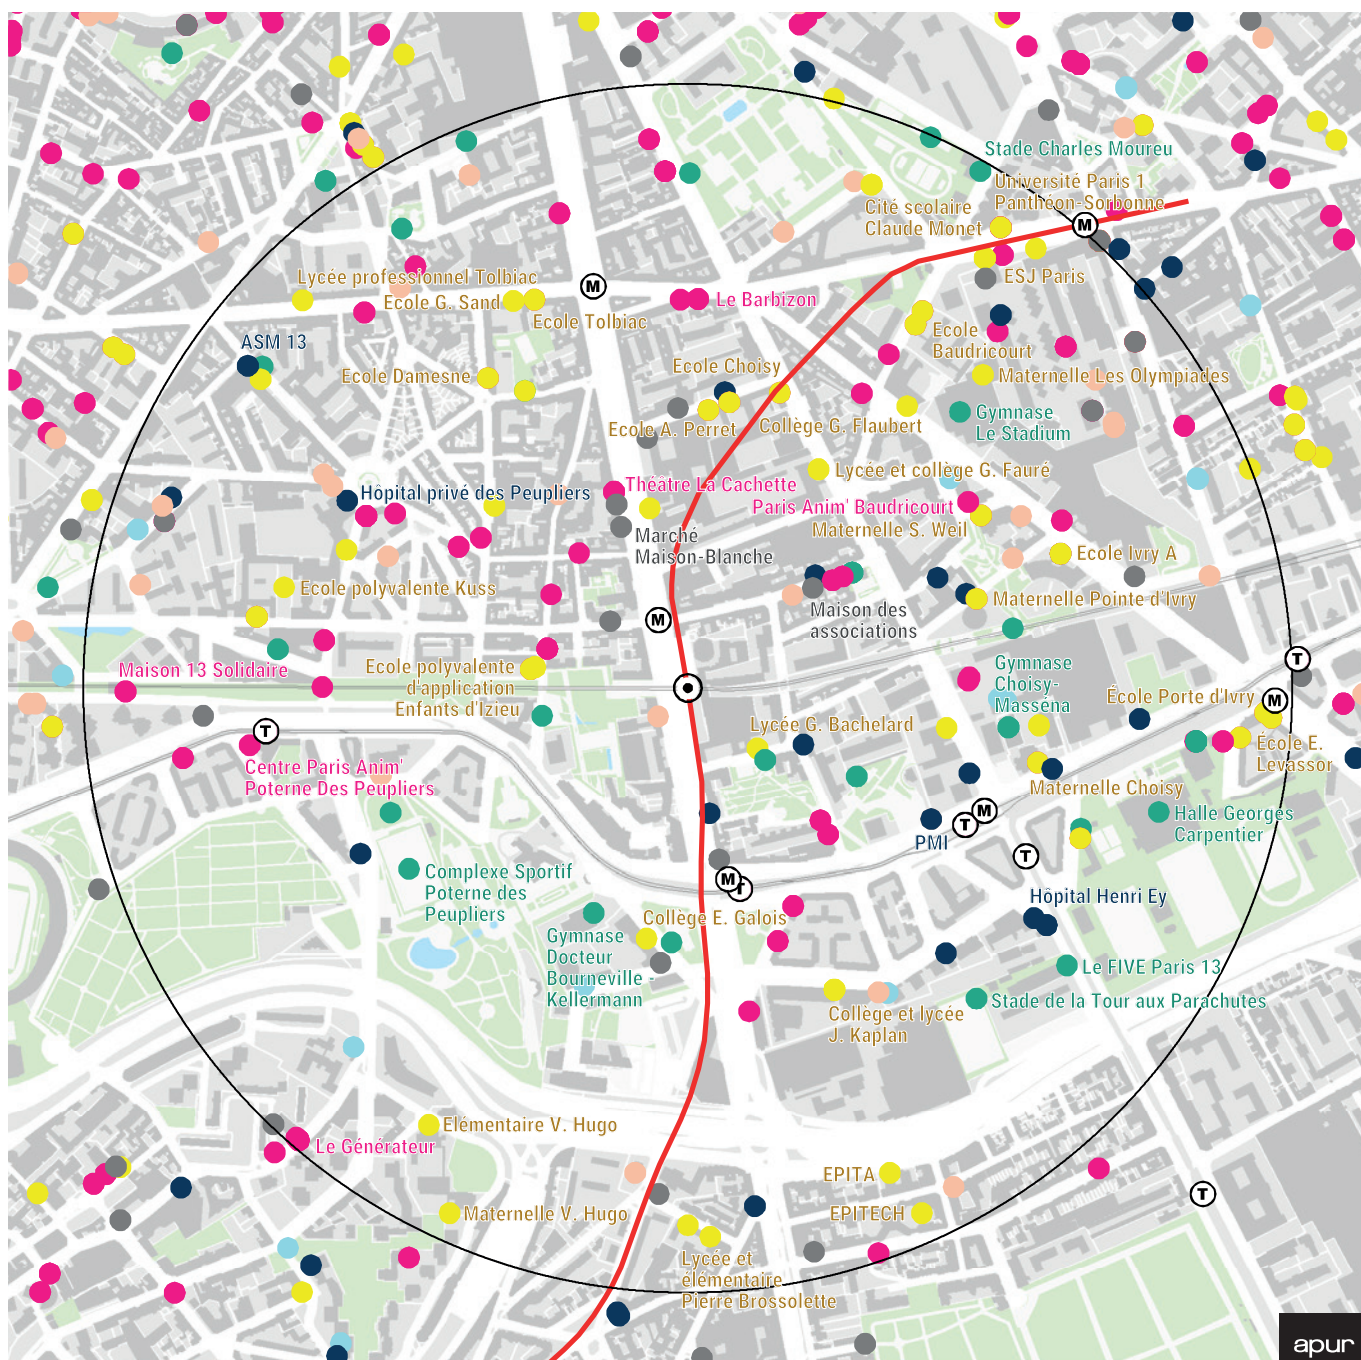 Stade Charles Moureu
Université Paris 1
Panthéon-Sorbonne
Cité scolaire
Claude Monet
M
ESJ Paris
Lycée professionnel Tolbiac
Ecole G. Sand
M
Le Barbizon
Ecole Tolbiac
Ecole
Baudricourt
ASM 13
Ecole Damesne
Ecole Choisy
Maternelle Les Olympiades
Ecole A. Perret
Collège G. Flaubert
Gymnase
Le Stadium
Lycée et collège G. Fauré
Hôpital privé des Peupliers
Théâtre La Cachette
Paris Anim' Baudricourt
Maternelle S. Weil
Marché
Maison-Blanche
Ecole Ivry A
Ecole polyvalente Kuss
Maternelle Pointe d'Ivry
Maison des
associations
M
Maison 13 Solidaire
Ecole polyvalente
d'application
Enfants d'Izieu
Gymnase
Choisy-
Masséna
T
École Porte d'Ivry
M
Lycée G. Bachelard
T
École E.
Levassor
Centre Paris Anim'
Poterne Des Peupliers
Maternelle Choisy
Halle Georges
Carpentier
M
T
PMI
T
Complexe Sportif
Poterne des
Peupliers
M
T
Hôpital Henri Ey
Collège E. Galois
Gymnase
Docteur
Bourneville -
Kellermann
Le FIVE Paris 13
Stade de la Tour aux Parachutes
Collège et lycée
J. Kaplan
Elémentaire V. Hugo
Le Générateur
EPITA
T
Maternelle V. Hugo
EPITECH
Lycée et
élémentaire
Pierre Brossolette
apur